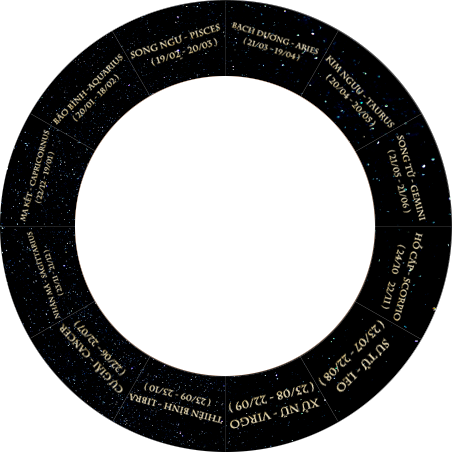 BẠCH DƯƠNG - ARIES
(21/03 - 19/04)
KIM NGƯU - TAURUS
(20/04 - 20/05)
SONG TỬ - GEMINI
(21/05 - 21/06)
HỔ CÁP - SCORPIO
(24/10 - 22/11)
SƯ TỬ - LEO
(23/07 - 22/08)
XỬ NỮ - VIRGO
(23/08 - 22/09)
THIÊN BÌNH - LIBRA
(23/09 - 23/10)
CỰ GIẢI - CANCER
(22/06 - 22/07)
NHÂN MÃ - SAGITTARIUS
(23/11 - 21/12)
MA KẾT - CAPRICORNUS
(22/12 - 19/01)
BẢO BÌNH - AQUARIUS
(20/01 - 18/02)
SONG NGƯ - PISCES
(19/02 - 20/03)